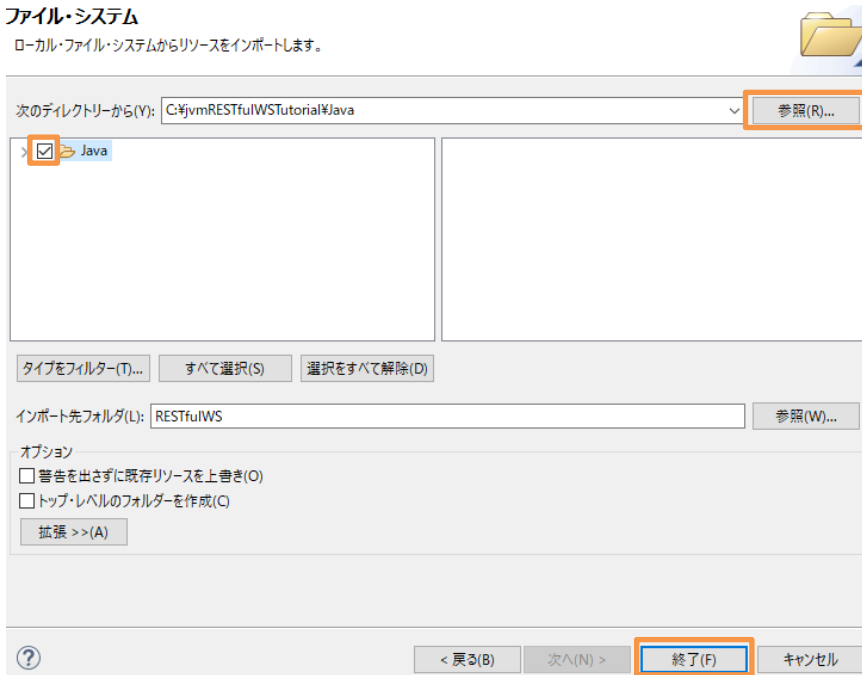 ファイル・システム
ローカル・ファイル・システムからリソースをインポートします。
次のディレクトリーから(Y): C:¥jvmRESTfulWSTutorial¥Java 参照(R)...
Java
タイプをフィルター(T)... すべて選択(S) 選択をすべて解除(D)
インポート先フォルダ(L): RESTfulWS 参照(W)...
オプション
警告を出さずに既存リソースを上書き(O)
トップ・レベルのフォルダーを作成(C)
拡張 >>(A)
? < 戻る(B) 次へ(N) > 終了(F) キャンセル